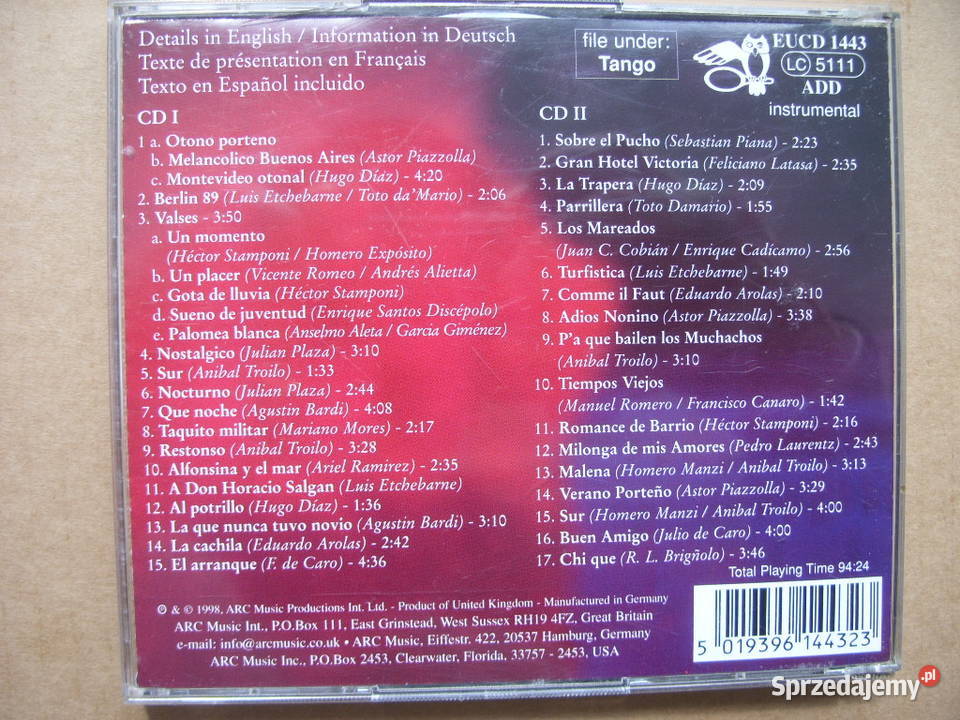 Details in English / Information in Deutsch
Texte de présentation en Français
Texto en Español incluido
file under:
Tango
EUCD 1443
LC 5111
ADD
instrumental
CD I
1 a. Otono porteno
b. Melancolico Buenos Aires (Astor Piazzolla)
c. Montevideo otonal (Hugo Díaz) - 4:20
2. Berlin 89 (Luis Etchebarne / Toto da'Mario) - 2:06
3. Valses - 3:50
a. Un momento
(Héctor Stamponi / Homero Expósito)
b. Un placer (Vicente Romeo / Andrés Alietta)
c. Gota de lluvia (Héctor Stamponi)
d. Sueno de juventud (Enrique Santos Discépolo)
e. Palomea blanca (Anselmo Aleta / Garcia Giménez)
4. Nostalgico (Julian Plaza) - 3:10
5. Sur (Anibal Troilo) - 1:33
6. Nocturno (Julian Plaza) - 2:44
7. Que noche (Agustin Bardi) - 4:08
8. Taquito militar (Mariano Mores) - 2:17
9. Restonso (Anibal Troilo) - 3:28
10. Alfonsina y el mar (Ariel Ramirez) - 2:35
11. A Don Horacio Salgan (Luis Etchebarne)
12. Al potrillo (Hugo Díaz) - 1:36
13. La que nunca tuvo novio (Agustin Bardi) - 3:10
14. La cachila (Eduardo Arolas) - 2:42
15. El arranque (F. de Caro) - 4:36
CD II
1. Sobre el Pucho (Sebastian Piana) - 2:23
2. Gran Hotel Victoria (Feliciano Latasa) - 2:35
3. La Trapera (Hugo Díaz) - 2:09
4. Parrillera (Toto Damario) - 1:55
5. Los Mareados
(Juan C. Cobián / Enrique Cadícamo) - 2:56
6. Turfistica (Luis Etchebarne) - 1:49
7. Comme il Faut (Eduardo Arolas) - 2:10
8. Adios Nonino (Astor Piazzolla) - 3:38
9. P'a que bailen los Muchachos
(Anibal Troilo) - 3:10
10. Tiempos Viejos
(Manuel Romero / Francisco Canaro) - 1:42
11. Romance de Barrio (Héctor Stamponi) - 2:16
12. Milonga de mis Amores (Pedro Laurentz) - 2:43
13. Malena (Homero Manzi / Anibal Troilo) - 3:13
14. Verano Porteño (Astor Piazzolla) - 3:29
15. Sur (Homero Manzi / Anibal Troilo) - 4:00
16. Buen Amigo (Julio de Caro) - 4:00
17. Chi que (R. L. Brigñolo) - 3:46
Total Playing Time 94:24
℗ & © 1998, ARC Music Productions Int. Ltd. - Product of United Kingdom - Manufactured in Germany
ARC Music Int., P.O.Box 111, East Grinstead, West Sussex RH19 4FZ, Great Britain
e-mail: info@arcmusic.co.uk • ARC Music, Eiffestr. 422, 20537 Hamburg, Germany
ARC Music Inc., P.O.Box 2453, Clearwater, Florida, 33757 - 2453, USA
5 019396 144323
Sprzedajemy.pl